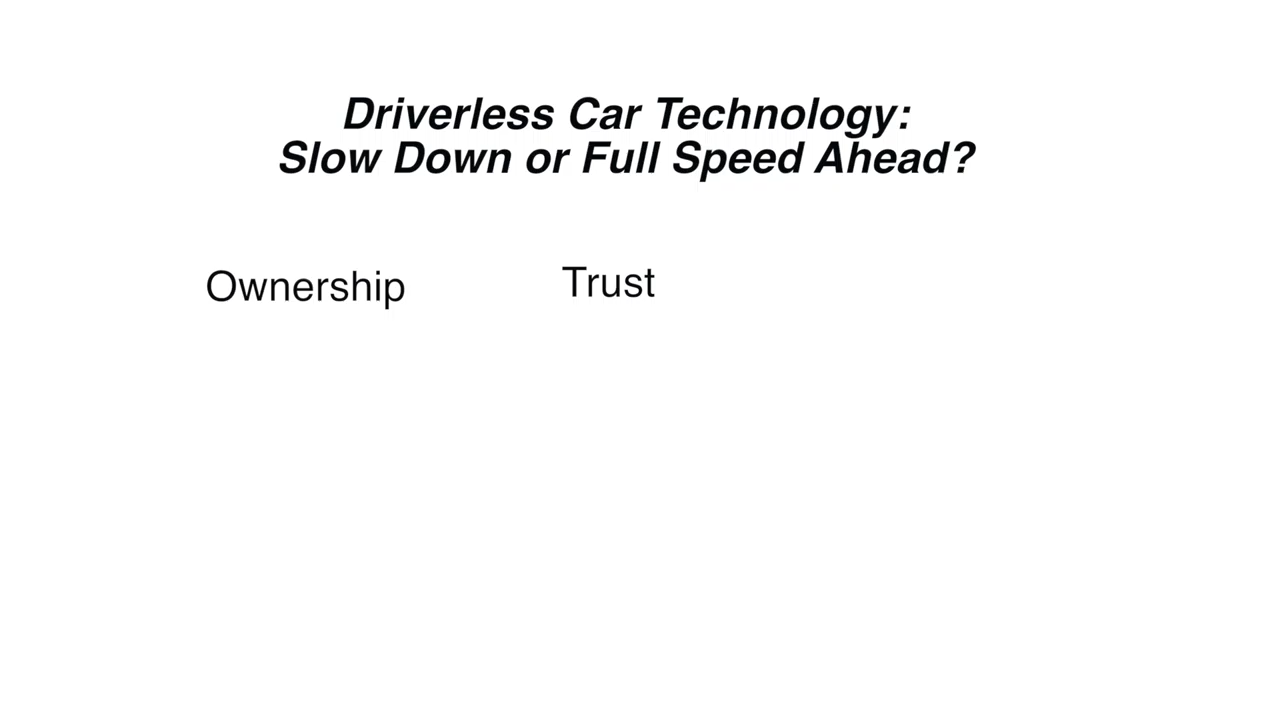 Driverless Car Technology:
Slow Down or Full Speed Ahead?
Ownership Trust